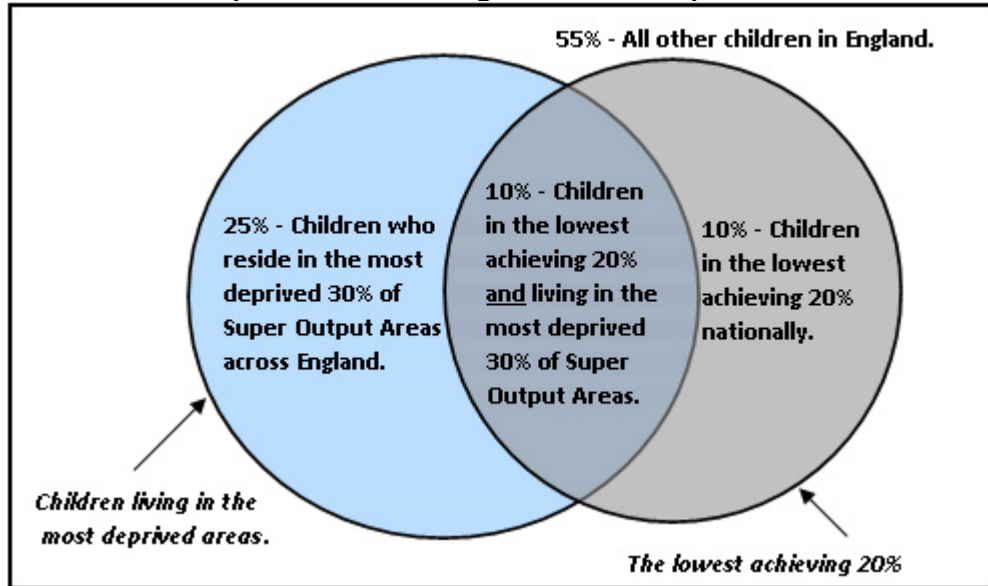 55% - All other children in England.
25% - Children who
reside in the most
deprived 30% of
Super Output Areas
across England.
10% - Children
in the lowest
achieving 20%
and living in the
most deprived
30% of Super
Output Areas.
10% - Children
in the lowest
achieving 20%
nationally.
Children living in the
most deprived areas.
The lowest achieving 20%